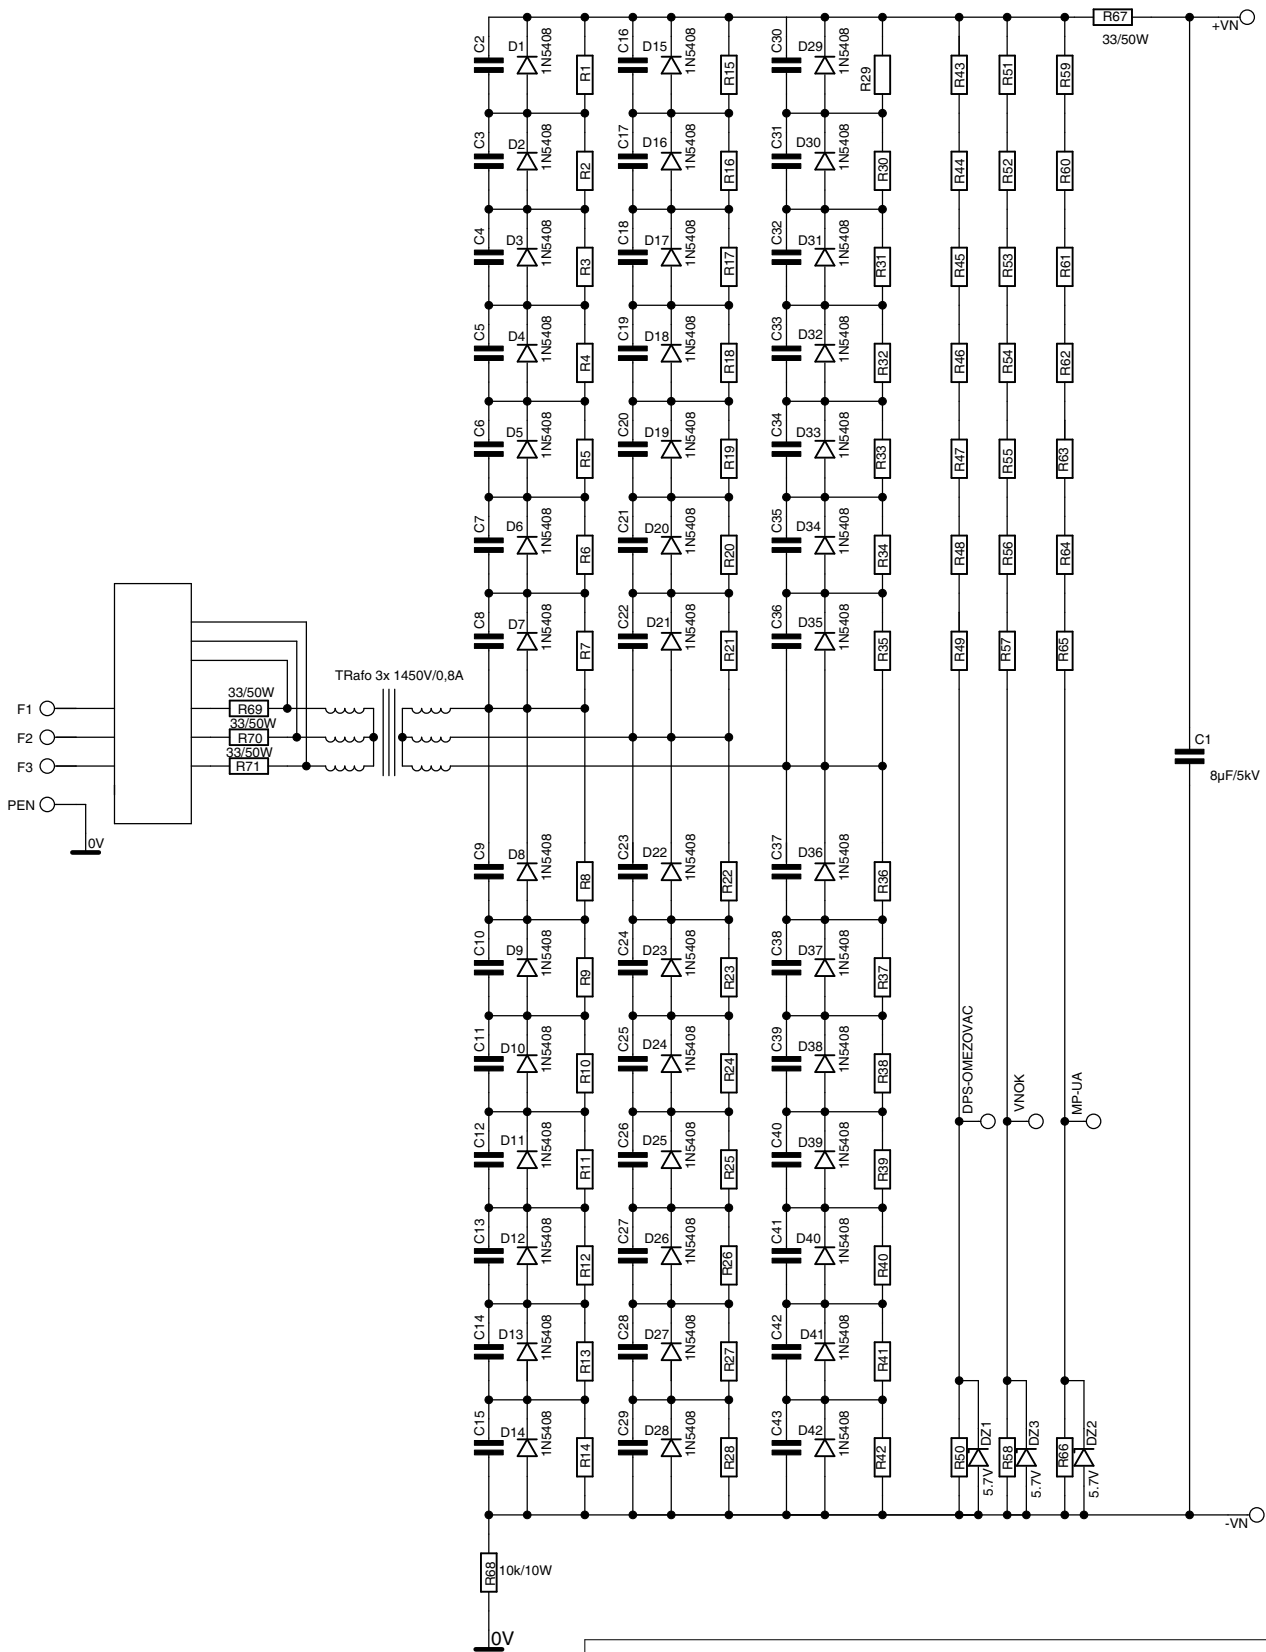 R67
33/50W
+VN
C2
D1
1N5408
R1
C16
D15
1N5408
R15
C30
D29
1N5408
R29
R43
R51
R59
C3
D2
1N5408
R2
C17
D16
1N5408
R16
C31
D30
1N5408
R30
R44
R52
R60
C4
D3
1N5408
R3
C18
D17
1N5408
R17
C32
D31
1N5408
R31
R45
R53
R61
C5
D4
1N5408
R4
C19
D18
1N5408
R18
C33
D32
1N5408
R32
R46
R54
R62
C6
D5
1N5408
R5
C20
D19
1N5408
R19
C34
D33
1N5408
R33
R47
R55
R63
C7
D6
1N5408
R6
C21
D20
1N5408
R20
C35
D34
1N5408
R34
R48
R56
R64
C8
D7
1N5408
R7
C22
D21
1N5408
R21
C36
D35
1N5408
R35
R49
R57
R65
TRafo 3x 1450V/0,8A
F1
33/50W
R69
F2
33/50W
R70
F3
33/50W
R71
PEN
0V
C1
8µF/5kV
C9
D8
1N5408
R8
C23
D22
1N5408
R22
C37
D36
1N5408
R36
C10
D9
1N5408
R9
C24
D23
1N5408
R23
C38
D37
1N5408
R37
C11
D10
1N5408
R10
C25
D24
1N5408
R24
C39
D38
1N5408
R38
DPS-OMEZOVAC
VNOK
MP-UA
C12
D11
1N5408
R11
C26
D25
1N5408
R25
C40
D39
1N5408
R39
C13
D12
1N5408
R12
C27
D26
1N5408
R26
C41
D40
1N5408
R40
C14
D13
1N5408
R13
C28
D27
1N5408
R27
C42
D41
1N5408
R41
C15
D14
1N5408
R14
C29
D28
1N5408
R28
C43
D42
1N5408
R42
R50
DZ1
5.7V
R58
DZ3
5.7V
R66
DZ2
5.7V
-VN
R68
10k/10W
0V